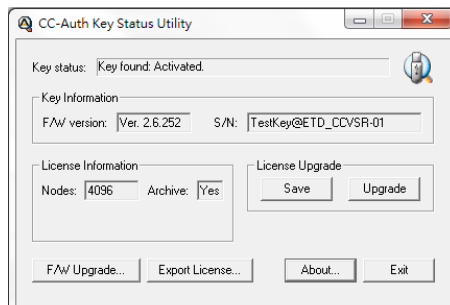 CC-Auth Key Status Utility
Key status: Key found: Activated.
Key Information
F/W version: Ver. 2.6.252 S/N: TestKey@ETD_CCVSR-01
License Information
Nodes: 4096 Archive: Yes
License Upgrade
Save Upgrade
F/W Upgrade... Export License... About... Exit